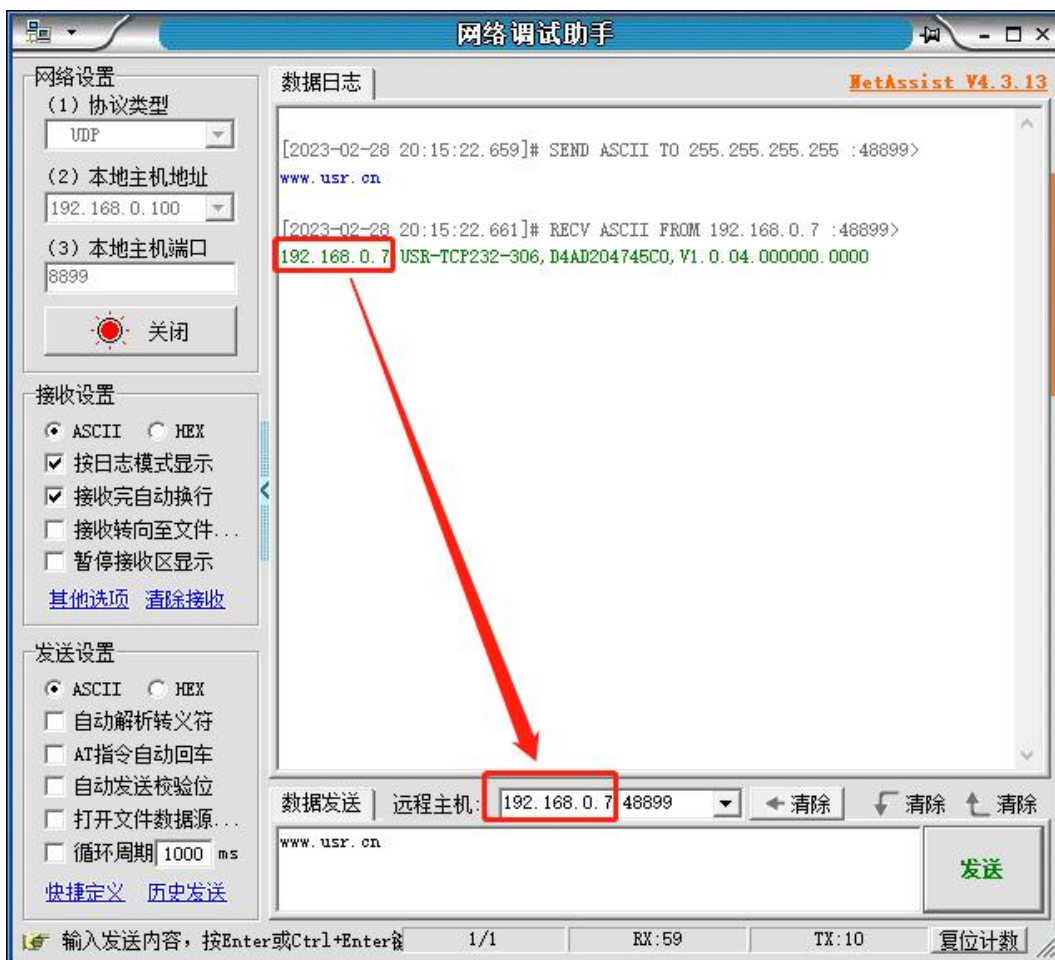 网络调试助手
网络设置
(1) 协议类型
UDP
(2) 本地主机地址
192.168.0.100
(3) 本地主机端口
8899
关闭
接收设置
ASCII HEX
按日志模式显示
接收完自动换行
接收转向至文件...
暂停接收区显示
其他选项 清除接收
发送设置
ASCII HEX
自动解析转义符
AT指令自动回车
自动发送校验位
打开文件数据源...
循环周期 1000 ms
快捷定义 历史发送
数据日志 NetAssist V4.3.13
[2023-02-28 20:15:22.659]# SEND ASCII TO 255.255.255.255 :48899>
www.usr.cn
[2023-02-28 20:15:22.661]# RECV ASCII FROM 192.168.0.7 :48899>
192.168.0.7 USR-TCP232-306,D4AD204745C0,V1.0.04.000000.0000
数据发送 远程主机: 192.168.0.7 48899 清除 清除 清除
www.usr.cn
发送
输入发送内容，按Enter或Ctrl+Enter 1/1 RX:59 TX:10 复位计数